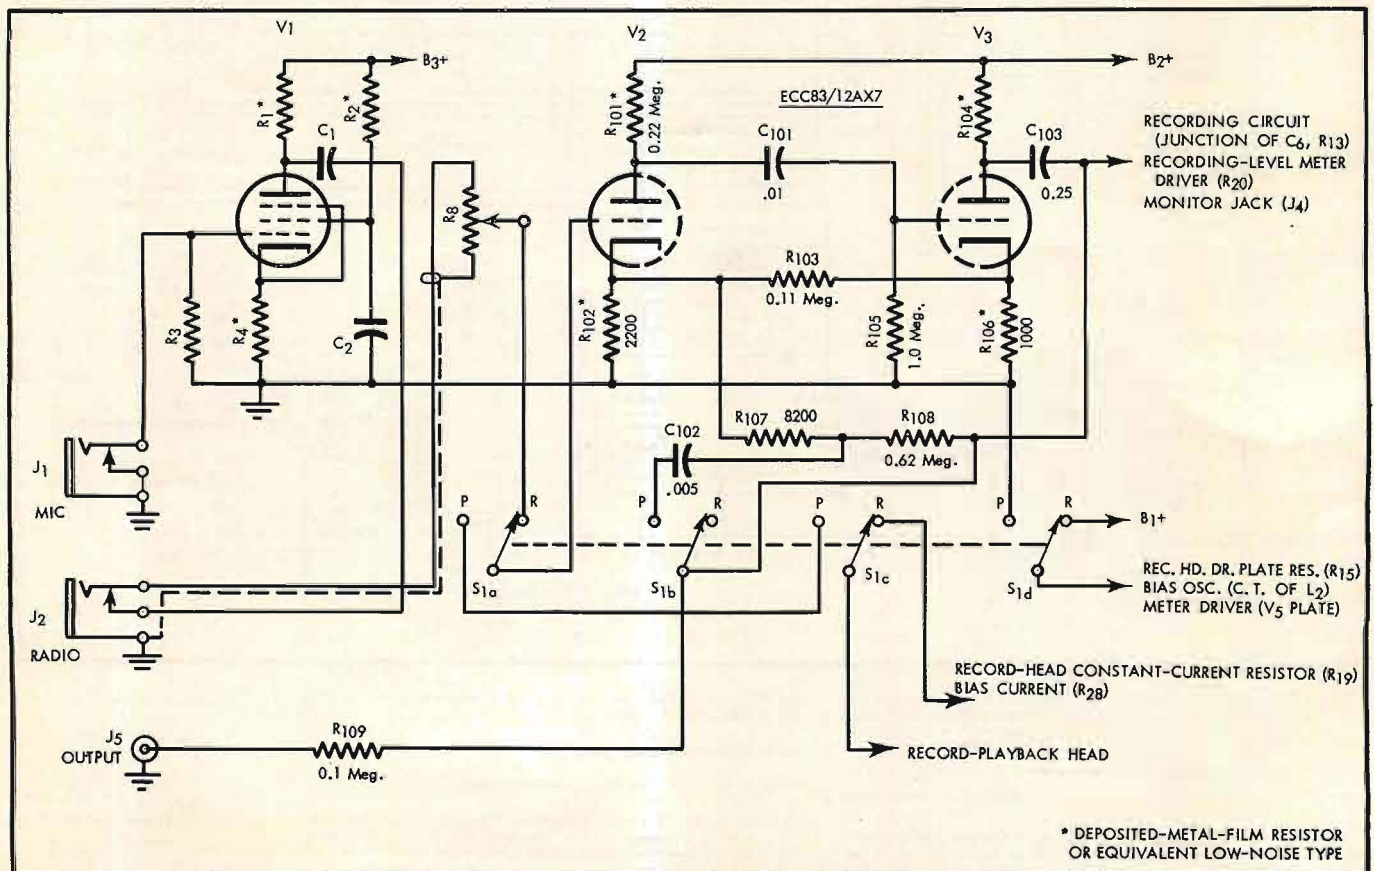 V1
V2
V3
B3+
B2+
R1*
R2*
C1
R101*
0.22 Meg.
ECC83/12AX7
C101
.01
R104*
C103
0.25
RECORDING CIRCUIT
(JUNCTION OF C6, R13)
RECORDING-LEVEL METER
DRIVER (R20)
MONITOR JACK (J4)
R8
R3
R4*
C2
R102*
2200
R103
0.11 Meg.
R105
1.0 Meg.
R106*
1000
R107 8200
R108
0.62 Meg.
C102
.005
J1
MIC
P
R
P
R
P
R
P
R
B1+
S1a
S1b
S1c
S1d
REC. HD. DR. PLATE RES. (R15)
BIAS OSC. (C.T. OF L2)
METER DRIVER (V5 PLATE)
J2
RADIO
RECORD-HEAD CONSTANT-CURRENT RESISTOR (R19)
BIAS CURRENT (R28)
J5
OUTPUT
R109
0.1 Meg.
RECORD-PLAYBACK HEAD
* DEPOSITED-METAL-FILM RESISTOR
OR EQUIVALENT LOW-NOISE TYPE